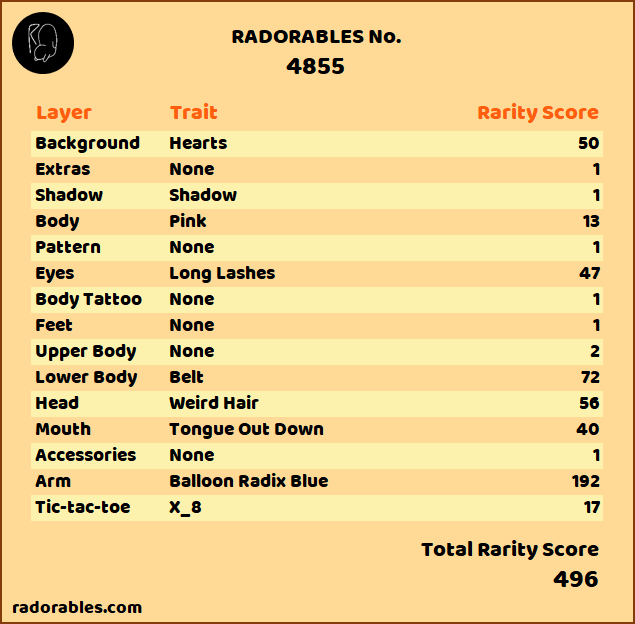 RADORABLES No.
4855
Layer Trait Rarity Score
Background Hearts 50
Extras None 1
Shadow Shadow 1
Body Pink 13
Pattern None 1
Eyes Long Lashes 47
Body Tattoo None 1
Feet None 1
Upper Body None 2
Lower Body Belt 72
Head Weird Hair 56
Mouth Tongue Out Down 40
Accessories None 1
Arm Balloon Radix Blue 192
Tic-tac-toe X_8 17
Total Rarity Score
496
radorables.com